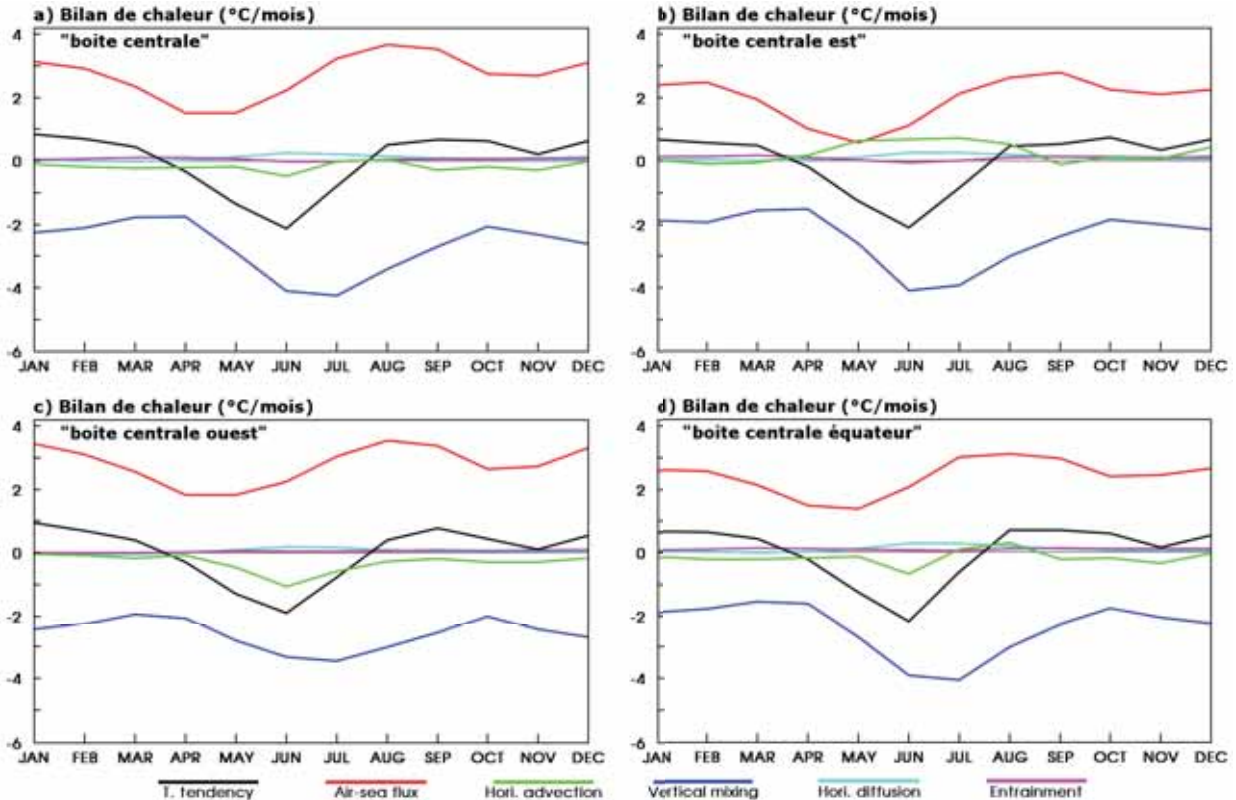 a) Bilan de chaleur (°C/mois)
"boite centrale"
4
2
0
-2
-4
-6
JAN FEB MAR APR MAY JUN JUL AUG SEP OCT NOV DEC
b) Bilan de chaleur (°C/mois)
"boite centrale est"
4
2
0
-2
-4
-6
JAN FEB MAR APR MAY JUN JUL AUG SEP OCT NOV DEC
c) Bilan de chaleur (°C/mois)
"boite centrale ouest"
4
2
0
-2
-4
-6
JAN FEB MAR APR MAY JUN JUL AUG SEP OCT NOV DEC
d) Bilan de chaleur (°C/mois)
"boite centrale équateur"
4
2
0
-2
-4
-6
JAN FEB MAR APR MAY JUN JUL AUG SEP OCT NOV DEC
T. tendency Air-sea flux Hori. advection Vertical mixing Hori. diffusion Entrainment